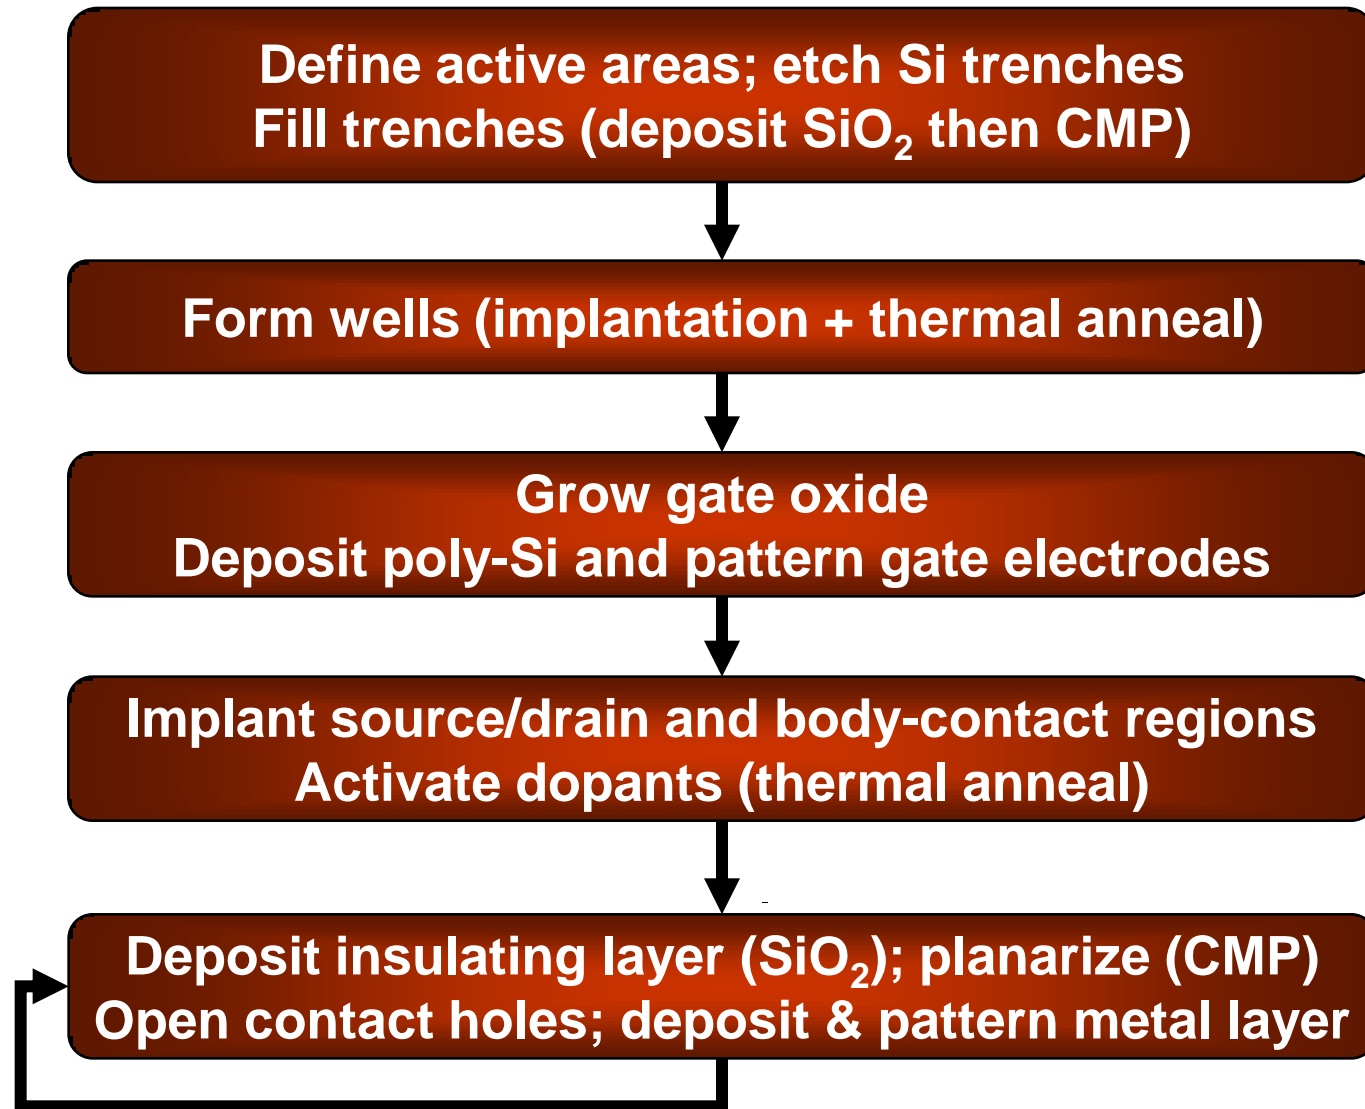 Define active areas; etch Si trenches
Fill trenches (deposit SiO₂ then CMP)
Form wells (implantation + thermal anneal)
Grow gate oxide
Deposit poly-Si and pattern gate electrodes
Implant source/drain and body-contact regions
Activate dopants (thermal anneal)
Deposit insulating layer (SiO₂); planarize (CMP)
Open contact holes; deposit & pattern metal layer